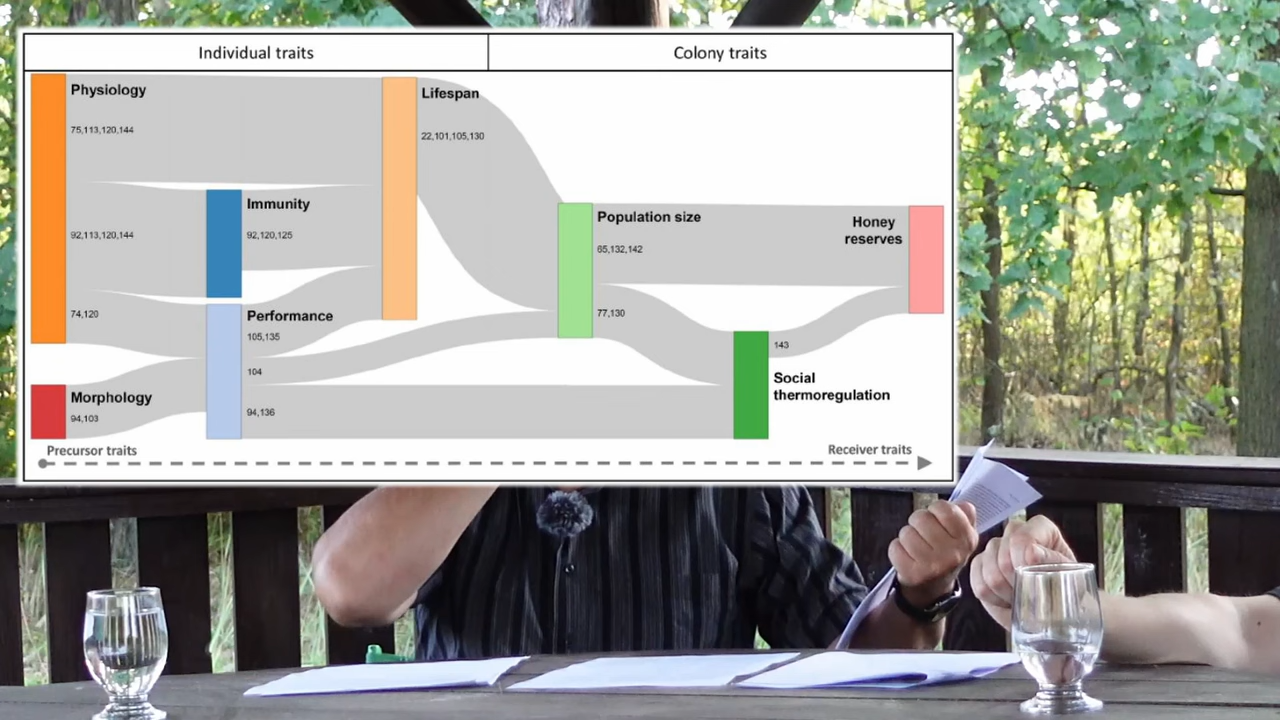 Individual traits
Colony traits
Physiology
75,113,120,144
92,113,120,144
74,120
Morphology
94,103
Immunity
92,120,125
Performance
105,135
104
94,136
Lifespan
22,101,105,130
Population size
65,132,142
77,130
Honey
reserves
143
Social
thermoregulation
Precursor traits
Receiver traits